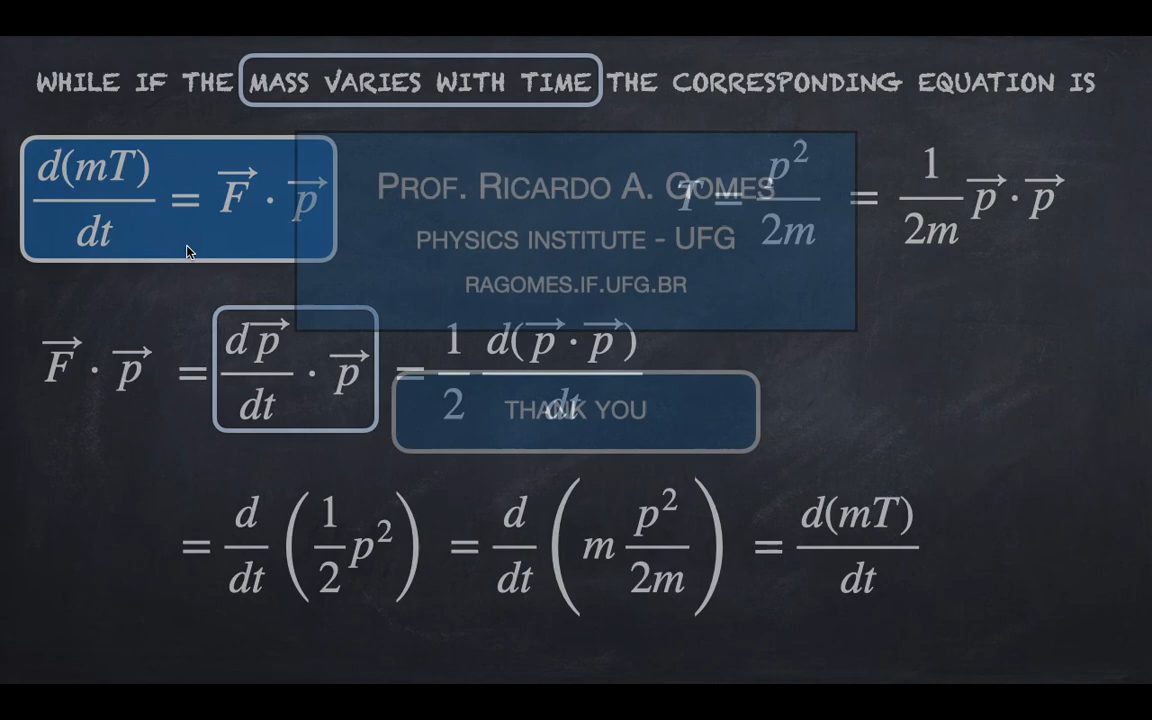 WHILE IF THE MASS VARIES WITH TIME THE CORRESPONDING EQUATION IS
d(mT)/dt = F⃗ · p⃗
T = p²/2m = 1/2m p⃗ · p⃗
PROF. RICARDO A. GOMES
PHYSICS INSTITUTE - UFG
RAGOMES.IF.UFG.BR
F⃗ · p⃗ = dp⃗/dt · p⃗ = 1/2 d(p⃗ · p⃗)/dt
THANK YOU
= d/dt (1/2 p²) = d/dt (m p²/2m) = d(mT)/dt